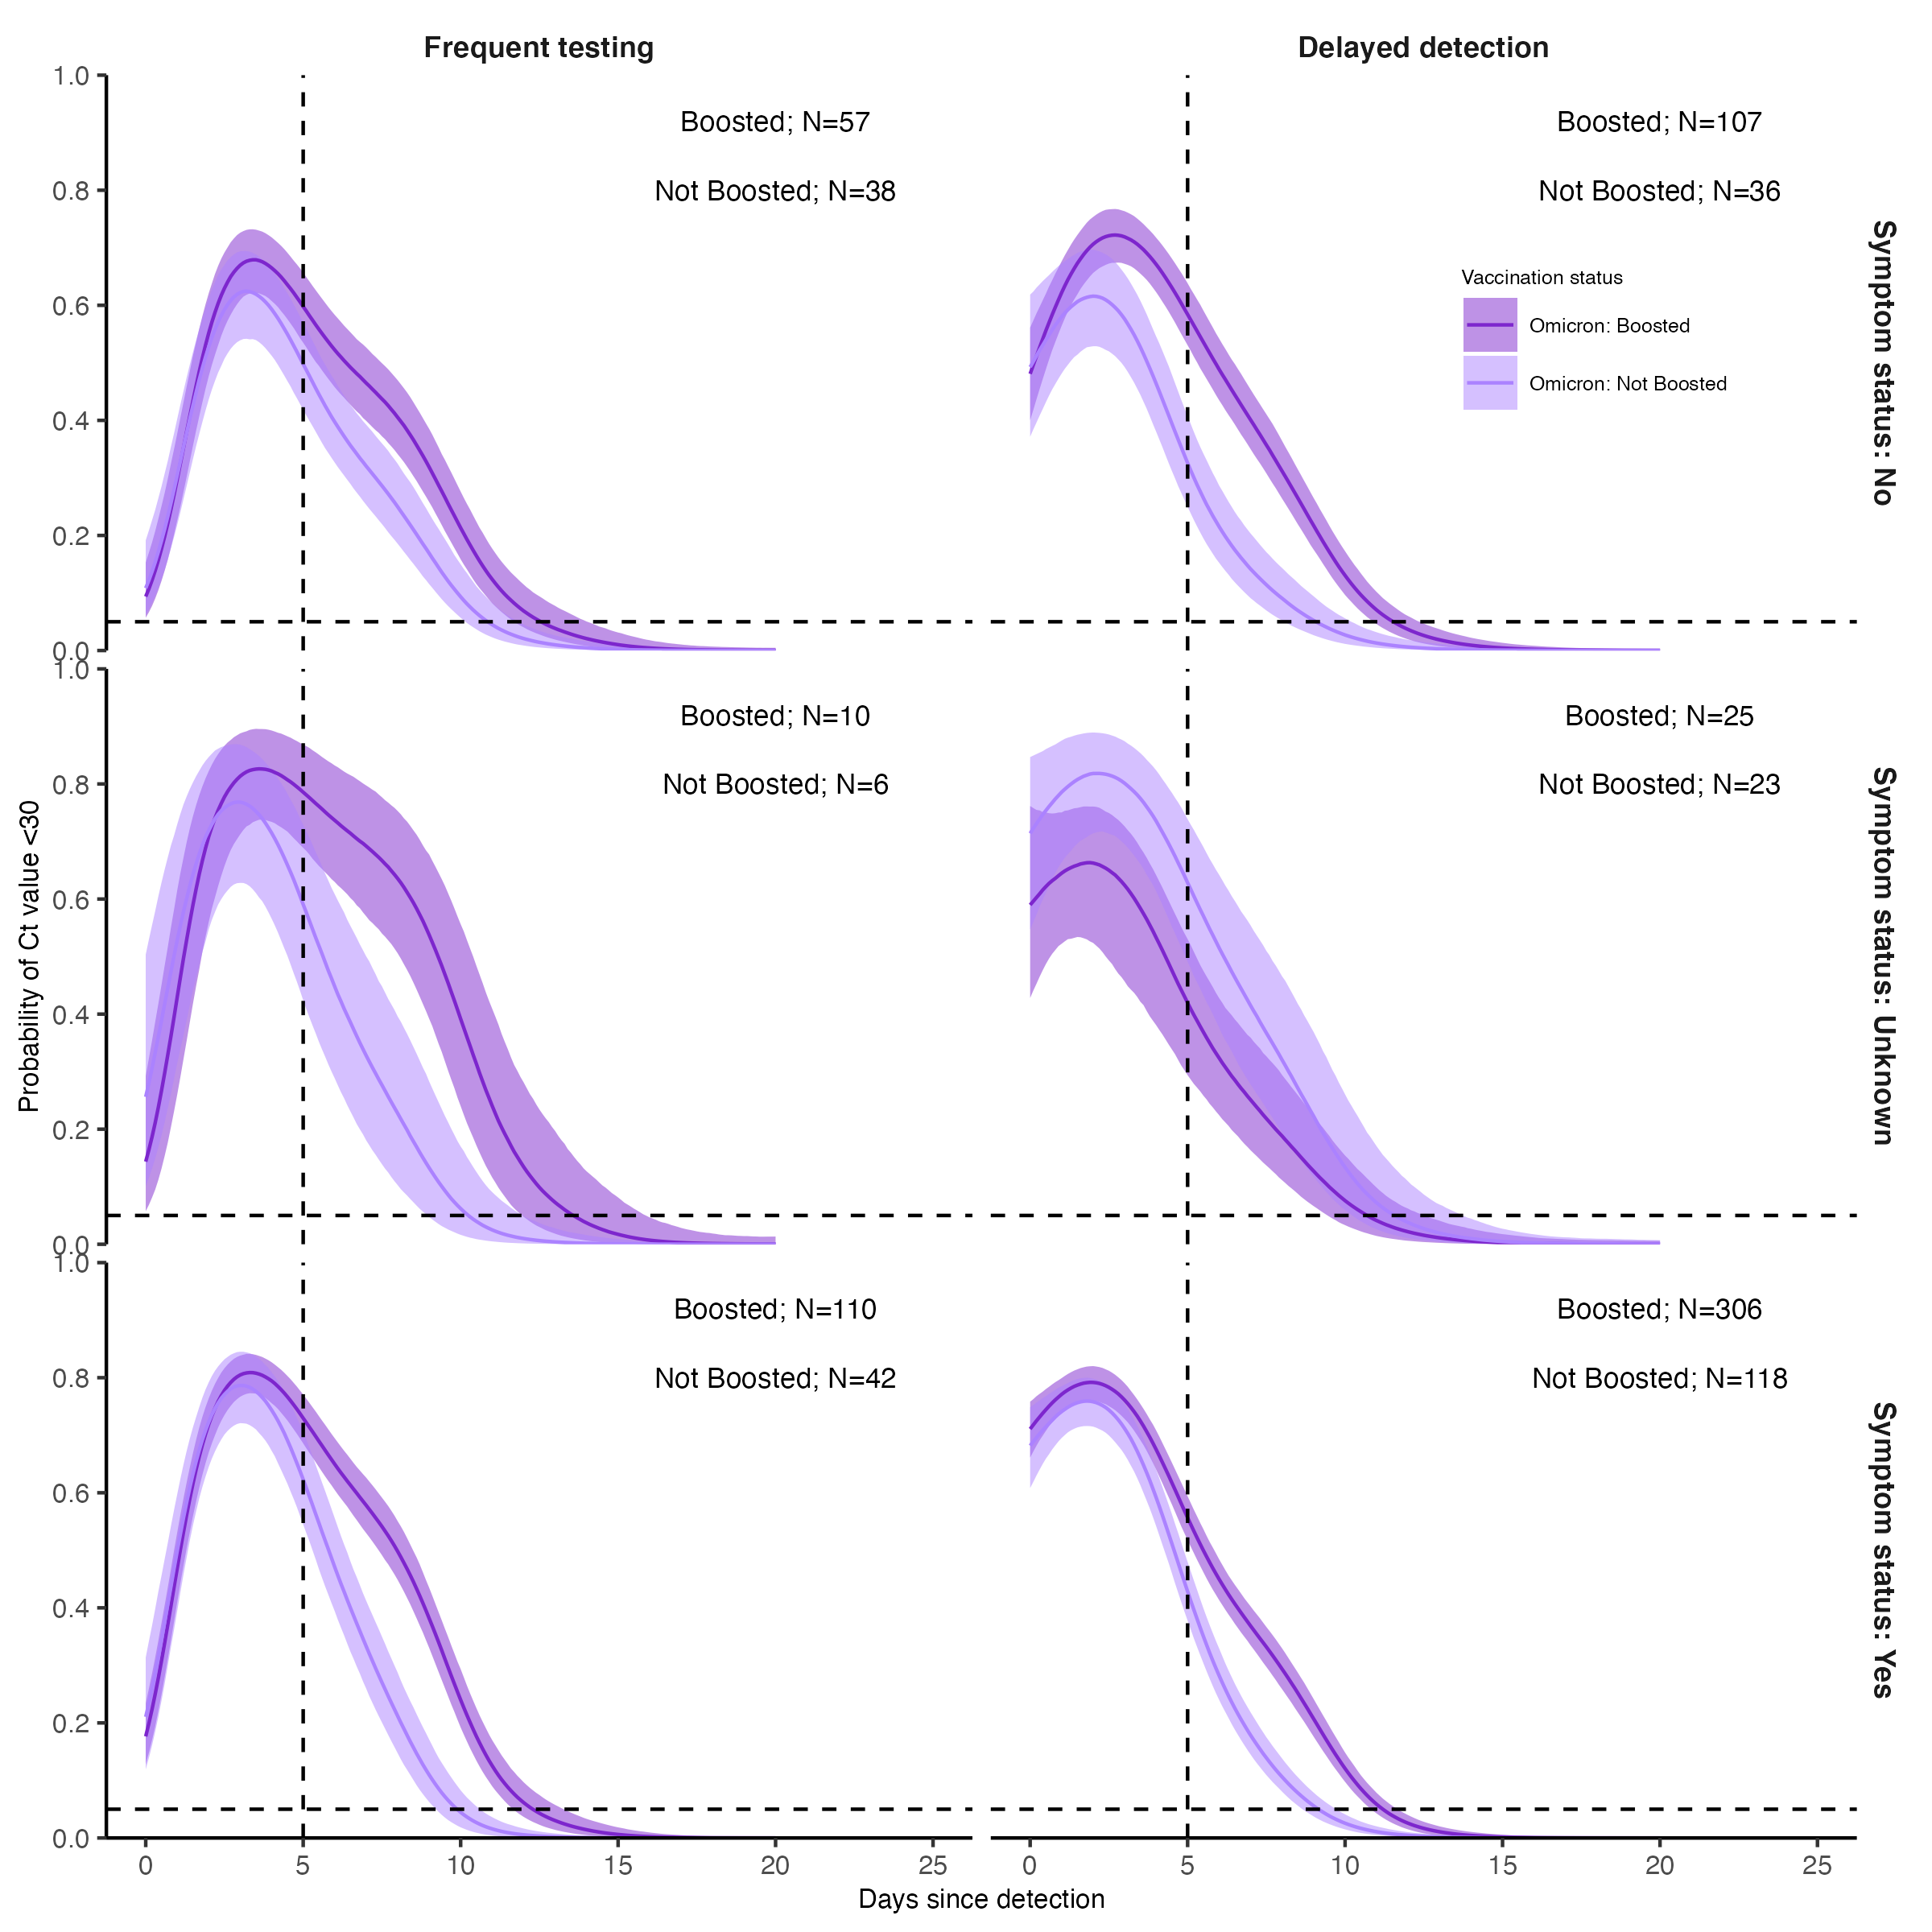 Frequent testing
Delayed detection
1.0
0.8
0.6
0.4
0.2
0.0
Boosted; N=57
Not Boosted; N=38
Boosted; N=107
Not Boosted; N=36
Vaccination status
Omicron: Boosted
Omicron: Not Boosted
Symptom status: No
Probability of Ct value <30
1.0
0.8
0.6
0.4
0.2
0.0
Boosted; N=10
Not Boosted; N=6
Boosted; N=25
Not Boosted; N=23
Symptom status: Unknown
1.0
0.8
0.6
0.4
0.2
0.0
Boosted; N=110
Not Boosted; N=42
Boosted; N=306
Not Boosted; N=118
Symptom status: Yes
0 5 10 15 20 25 0 5 10 15 20 25
Days since detection